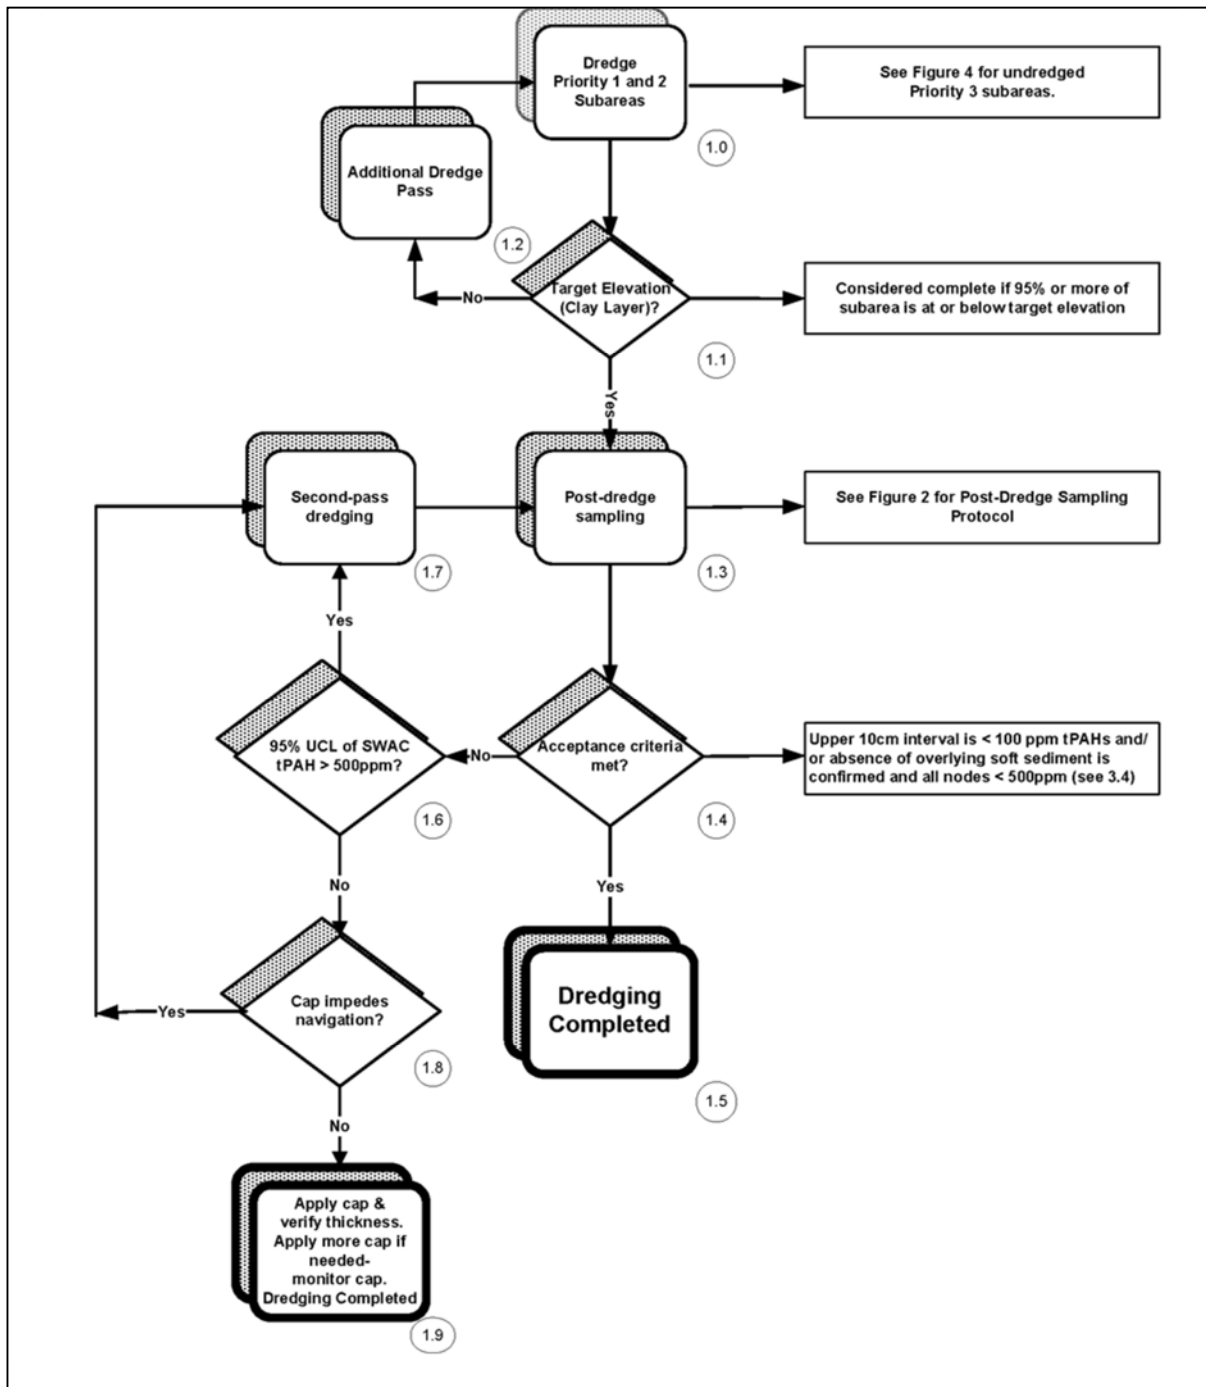 Dredge
Priority 1 and 2
Subareas
See Figure 4 for undredged
Priority 3 subareas.
1.0
Additional Dredge
Pass
1.2
No
Target Elevation
(Clay Layer)?
Considered complete if 95% or more of
subarea is at or below target elevation
1.1
Yes
Second-pass
dredging
Post-dredge
sampling
See Figure 2 for Post-Dredge Sampling
Protocol
1.7
1.3
Yes
95% UCL of SWAC
tPAH > 500ppm?
No
Acceptance criteria
met?
Upper 10cm interval is < 100 ppm tPAHs and/
or absence of overlying soft sediment is
confirmed and all nodes < 500ppm (see 3.4)
1.6
1.4
No
Yes
Cap impedes
navigation?
Yes
Dredging
Completed
1.8
1.5
No
Apply cap &
verify thickness.
Apply more cap if
needed-
monitor cap.
Dredging Completed
1.9